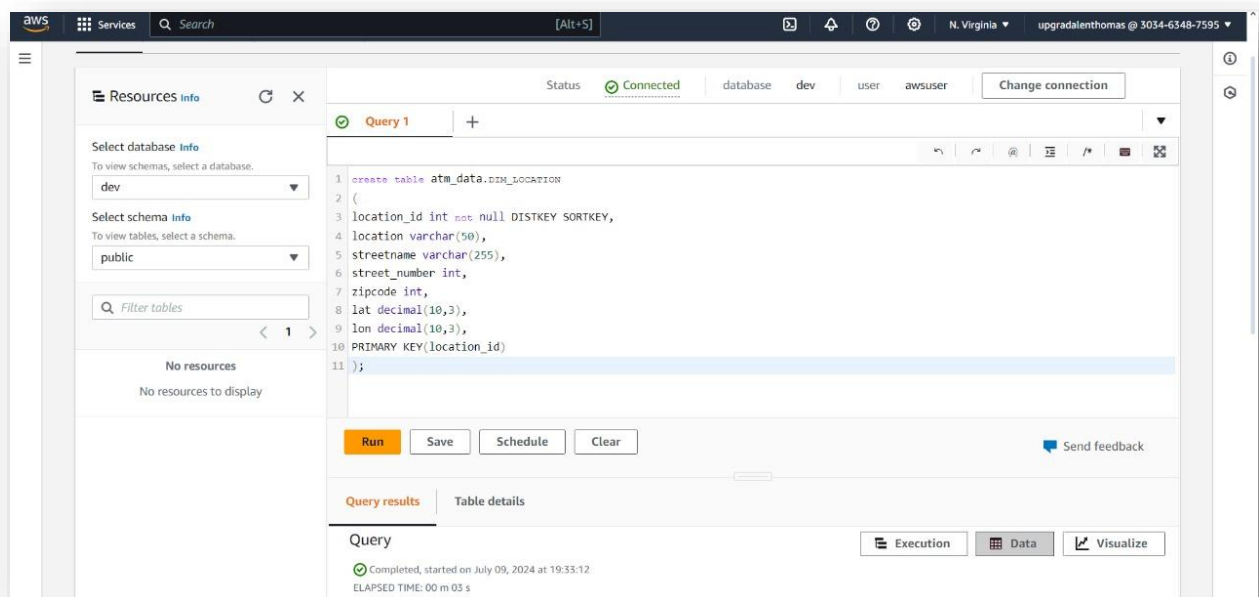 aws
Services
Search
[Alt+S]
N. Virginia
upgradalenthomas @ 3034-6348-7595
Resources Info
Select database Info
To view schemas, select a database.
dev
Select schema Info
To view tables, select a schema.
public
Filter tables
1
No resources
No resources to display
Status Connected database dev user awsuser Change connection
Query 1 +
1 create table atm_data.DIM_LOCATION
2 (
3 location_id int not null DISTKEY SORTKEY,
4 location varchar(50),
5 streetname varchar(255),
6 street_number int,
7 zipcode int,
8 lat decimal(10,3),
9 lon decimal(10,3),
10 PRIMARY KEY(location_id)
11 );
Run Save Schedule Clear
Send feedback
Query results Table details
Query
Execution Data Visualize
Completed, started on July 09, 2024 at 19:33:12
ELAPSED TIME: 00 m 03 s